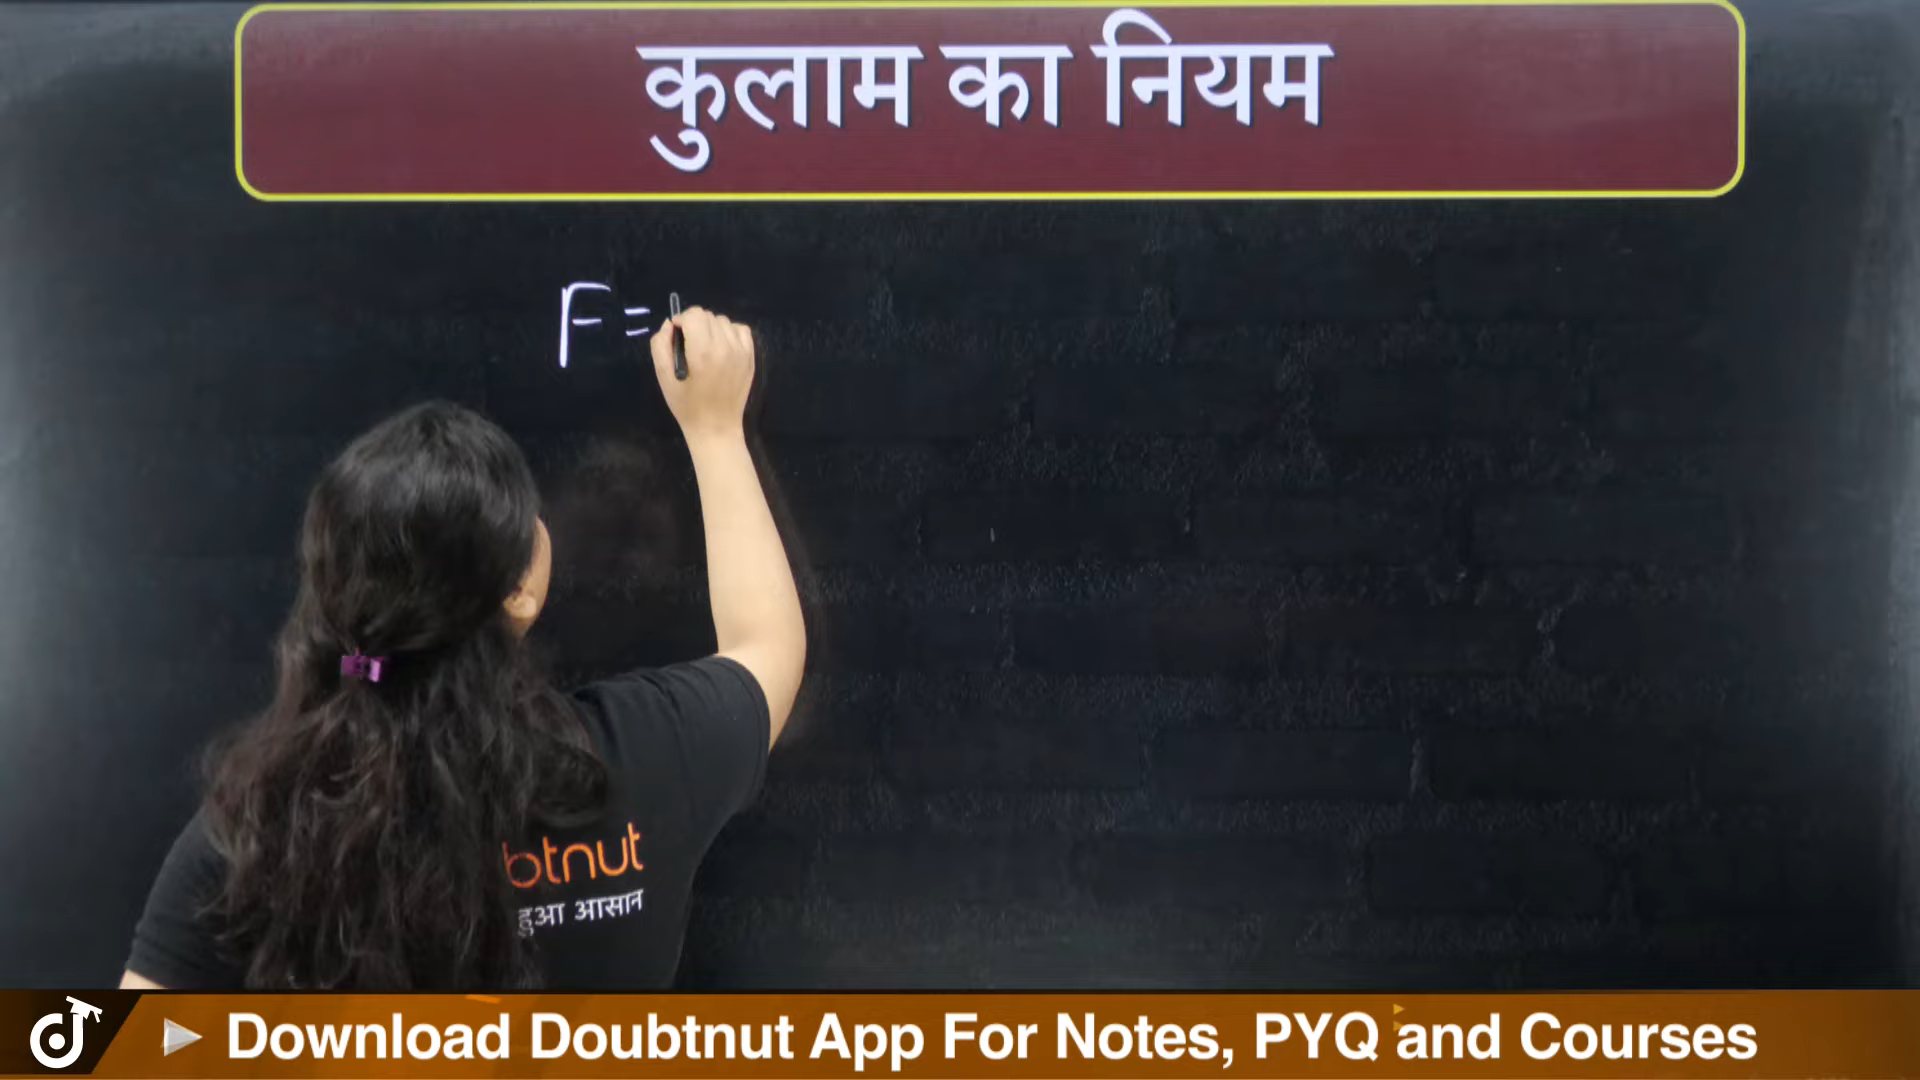 कुलाम का नियम
F =
btnut
हुआ आसान
Download Doubtnut App For Notes, PYQ and Courses